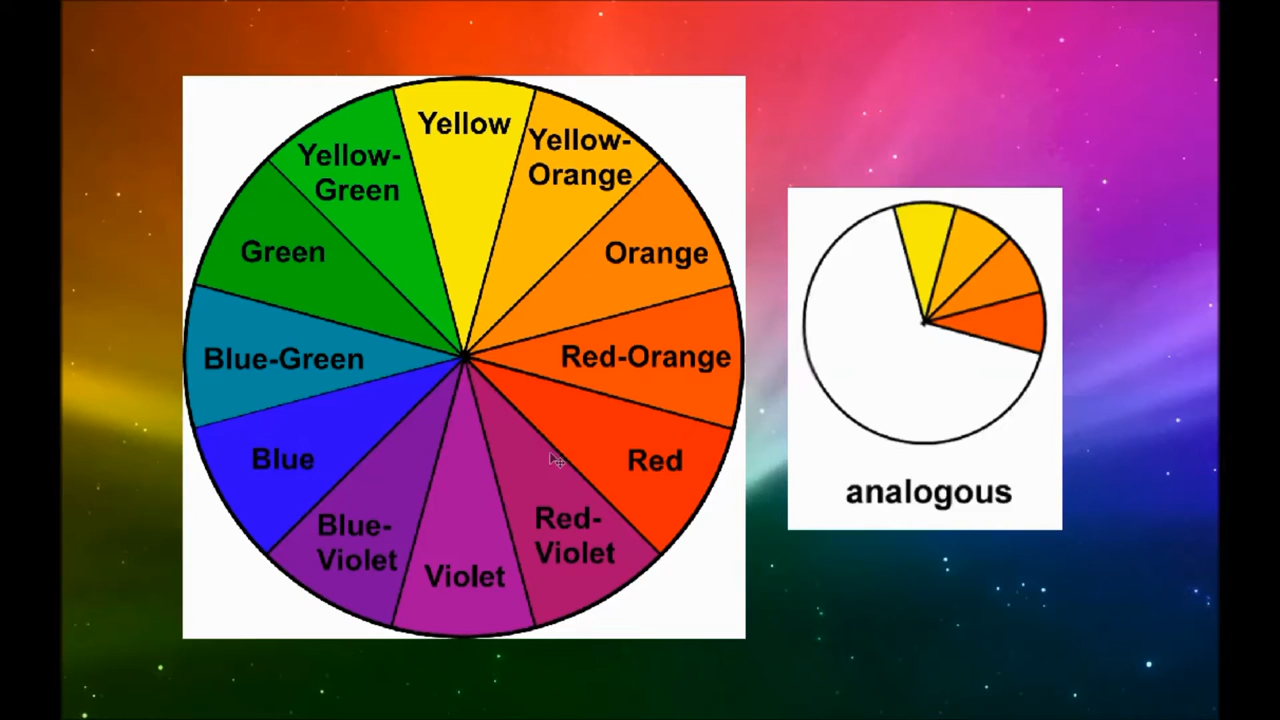 Yellow
Yellow-
Orange
Orange
Red-Orange
Red
Red-
Violet
Violet
Blue-
Violet
Blue
Blue-Green
Green
Yellow-
Green
analogous